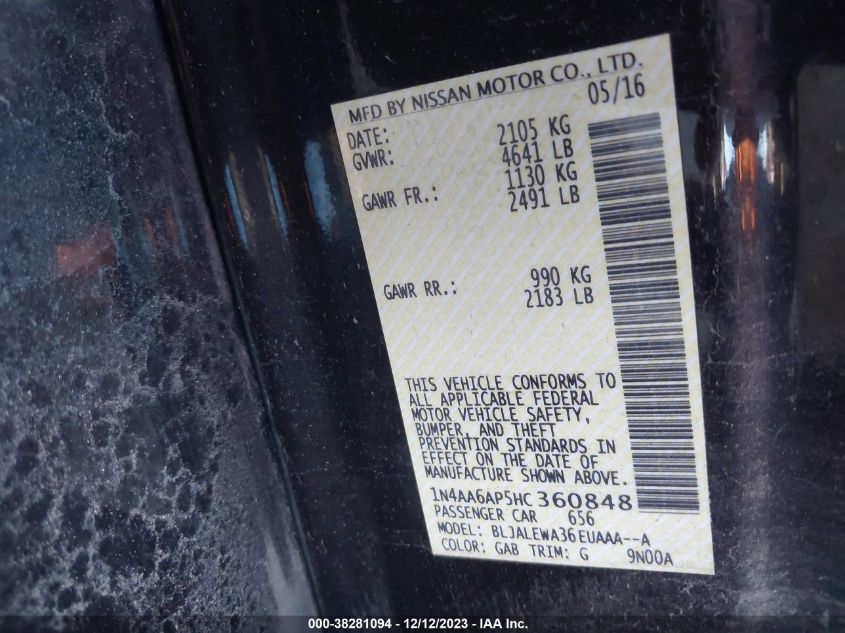 MFD BY NISSAN MOTOR CO., LTD.
DATE: 05/16
GVWR: 2105 KG
4641 LB
GAWR FR.: 1130 KG
2491 LB
GAWR RR.: 990 KG
2183 LB
THIS VEHICLE CONFORMS TO
ALL APPLICABLE FEDERAL
MOTOR VEHICLE SAFETY,
BUMPER, AND THEFT
PREVENTION STANDARDS IN
EFFECT ON THE DATE OF
MANUFACTURE SHOWN ABOVE.
1N4AA6AP5HC360848
PASSENGER CAR 656
MODEL: BLJALEWA36EUAAA--A
COLOR: GAB TRIM: G 9N00A
000-38281094 - 12/12/2023 - IAA Inc.